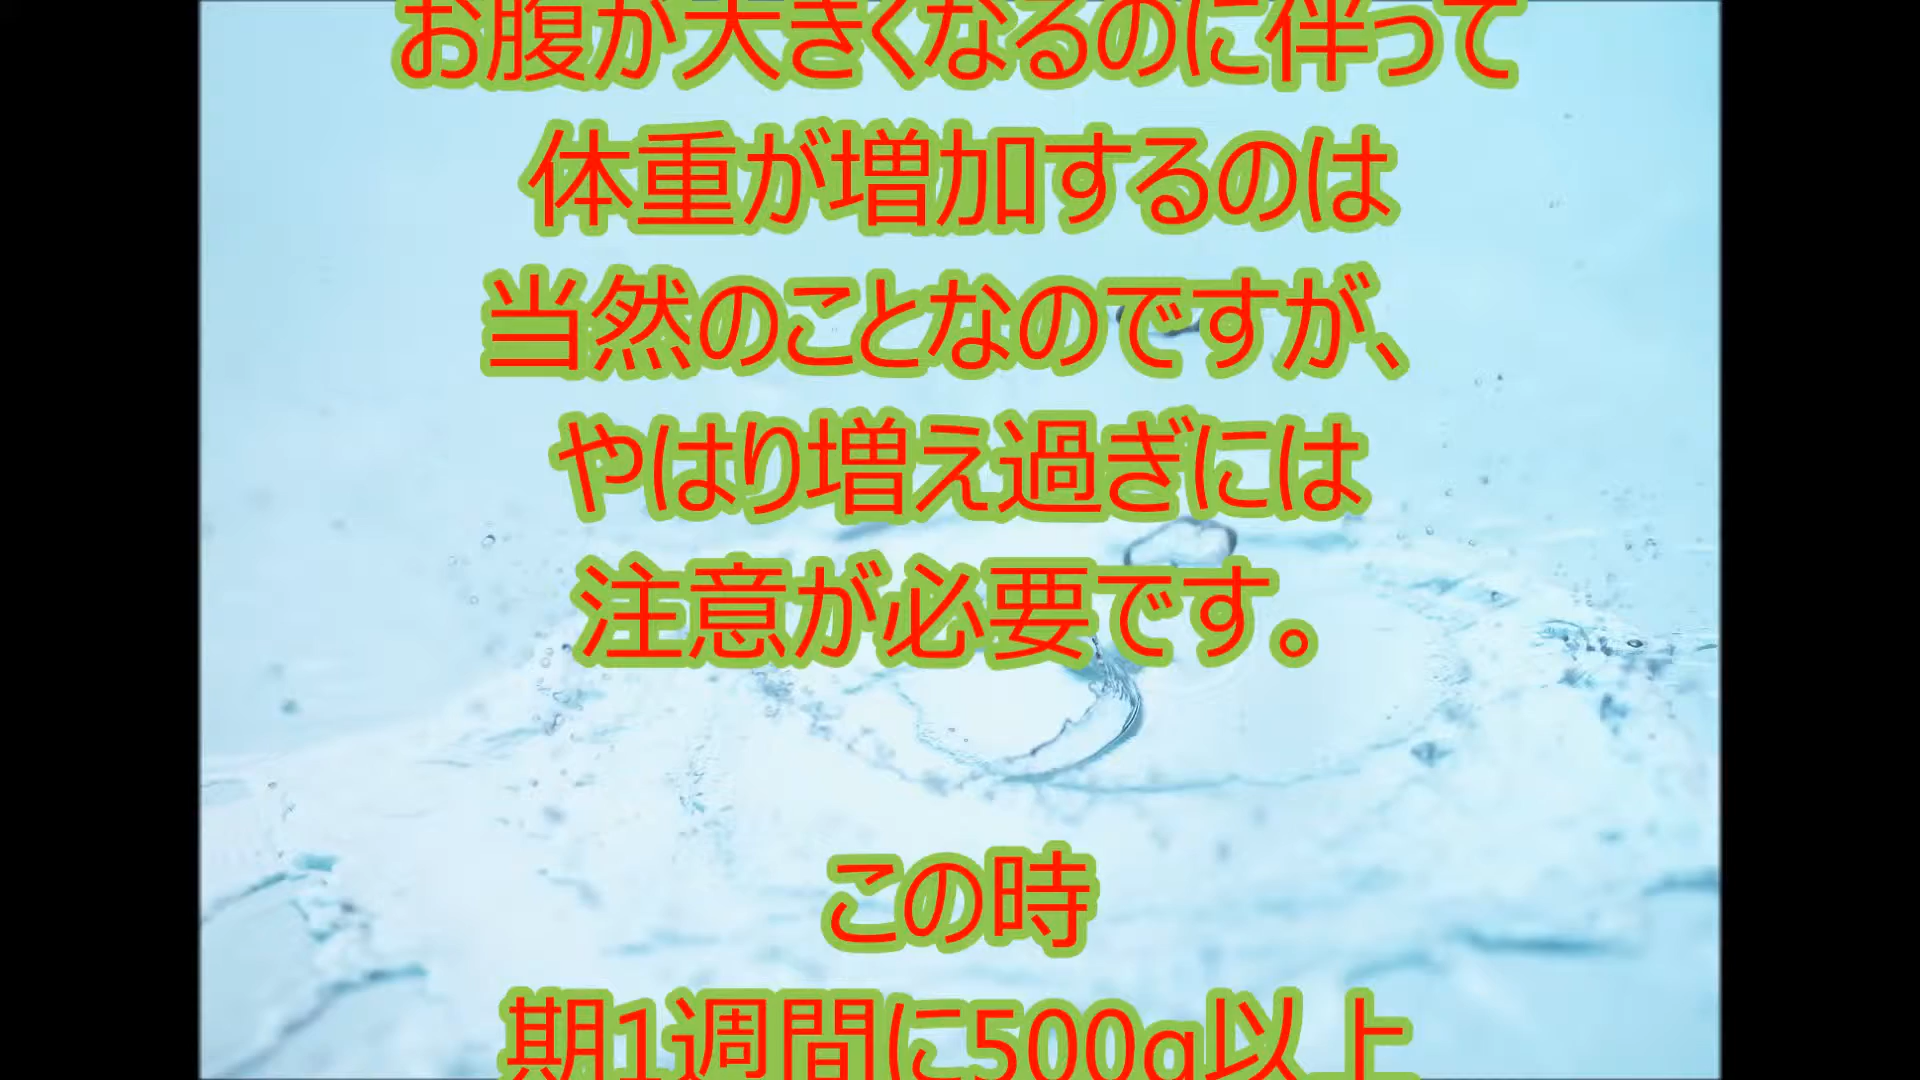 お腹が大きくなるのに伴って
体重が増加するのは
当然のことなのですが、
やはり増え過ぎには
注意が必要です。
この時
期1週間に500g以上